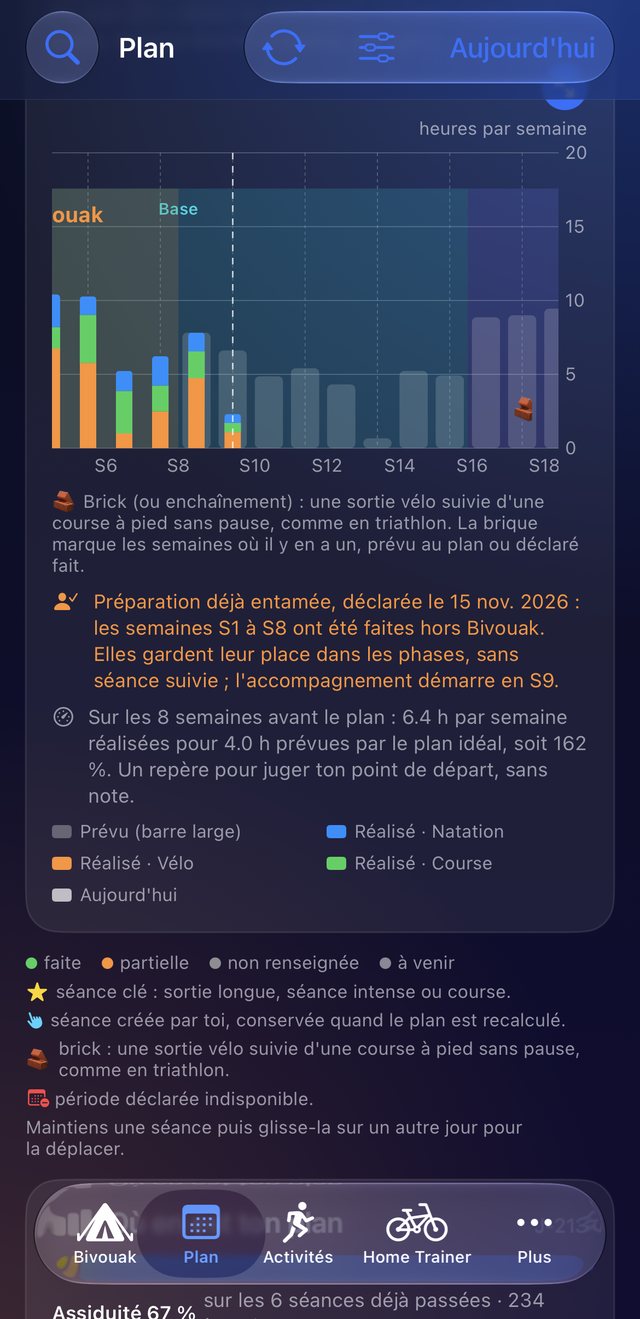 Plan
Aujourd'hui
heures par semaine
20
ouak
Base
15
10
5
0
S6 S8 S10 S12 S14 S16 S18
Brick (ou enchaînement) : une sortie vélo suivie d'une
course à pied sans pause, comme en triathlon. La brique
marque les semaines où il y en a un, prévu au plan ou déclaré
fait.
Préparation déjà entamée, déclarée le 15 nov. 2026 :
les semaines S1 à S8 ont été faites hors Bivouak.
Elles gardent leur place dans les phases, sans
séance suivie ; l'accompagnement démarre en S9.
Sur les 8 semaines avant le plan : 6.4 h par semaine
réalisées pour 4.0 h prévues par le plan idéal, soit 162
%. Un repère pour juger ton point de départ, sans
note.
Prévu (barre large)
Réalisé · Natation
Réalisé · Vélo
Réalisé · Course
Aujourd'hui
faite partielle non renseignée à venir
séance clé : sortie longue, séance intense ou course.
séance créée par toi, conservée quand le plan est recalculé.
brick : une sortie vélo suivie d'une course à pied sans pause,
comme en triathlon.
période déclarée indisponible.
Maintiens une séance puis glisse-la sur un autre jour pour
la déplacer.
Bivouak Plan Activités Home Trainer Plus
Assiduité 67 % sur les 6 séances déjà passées · 234